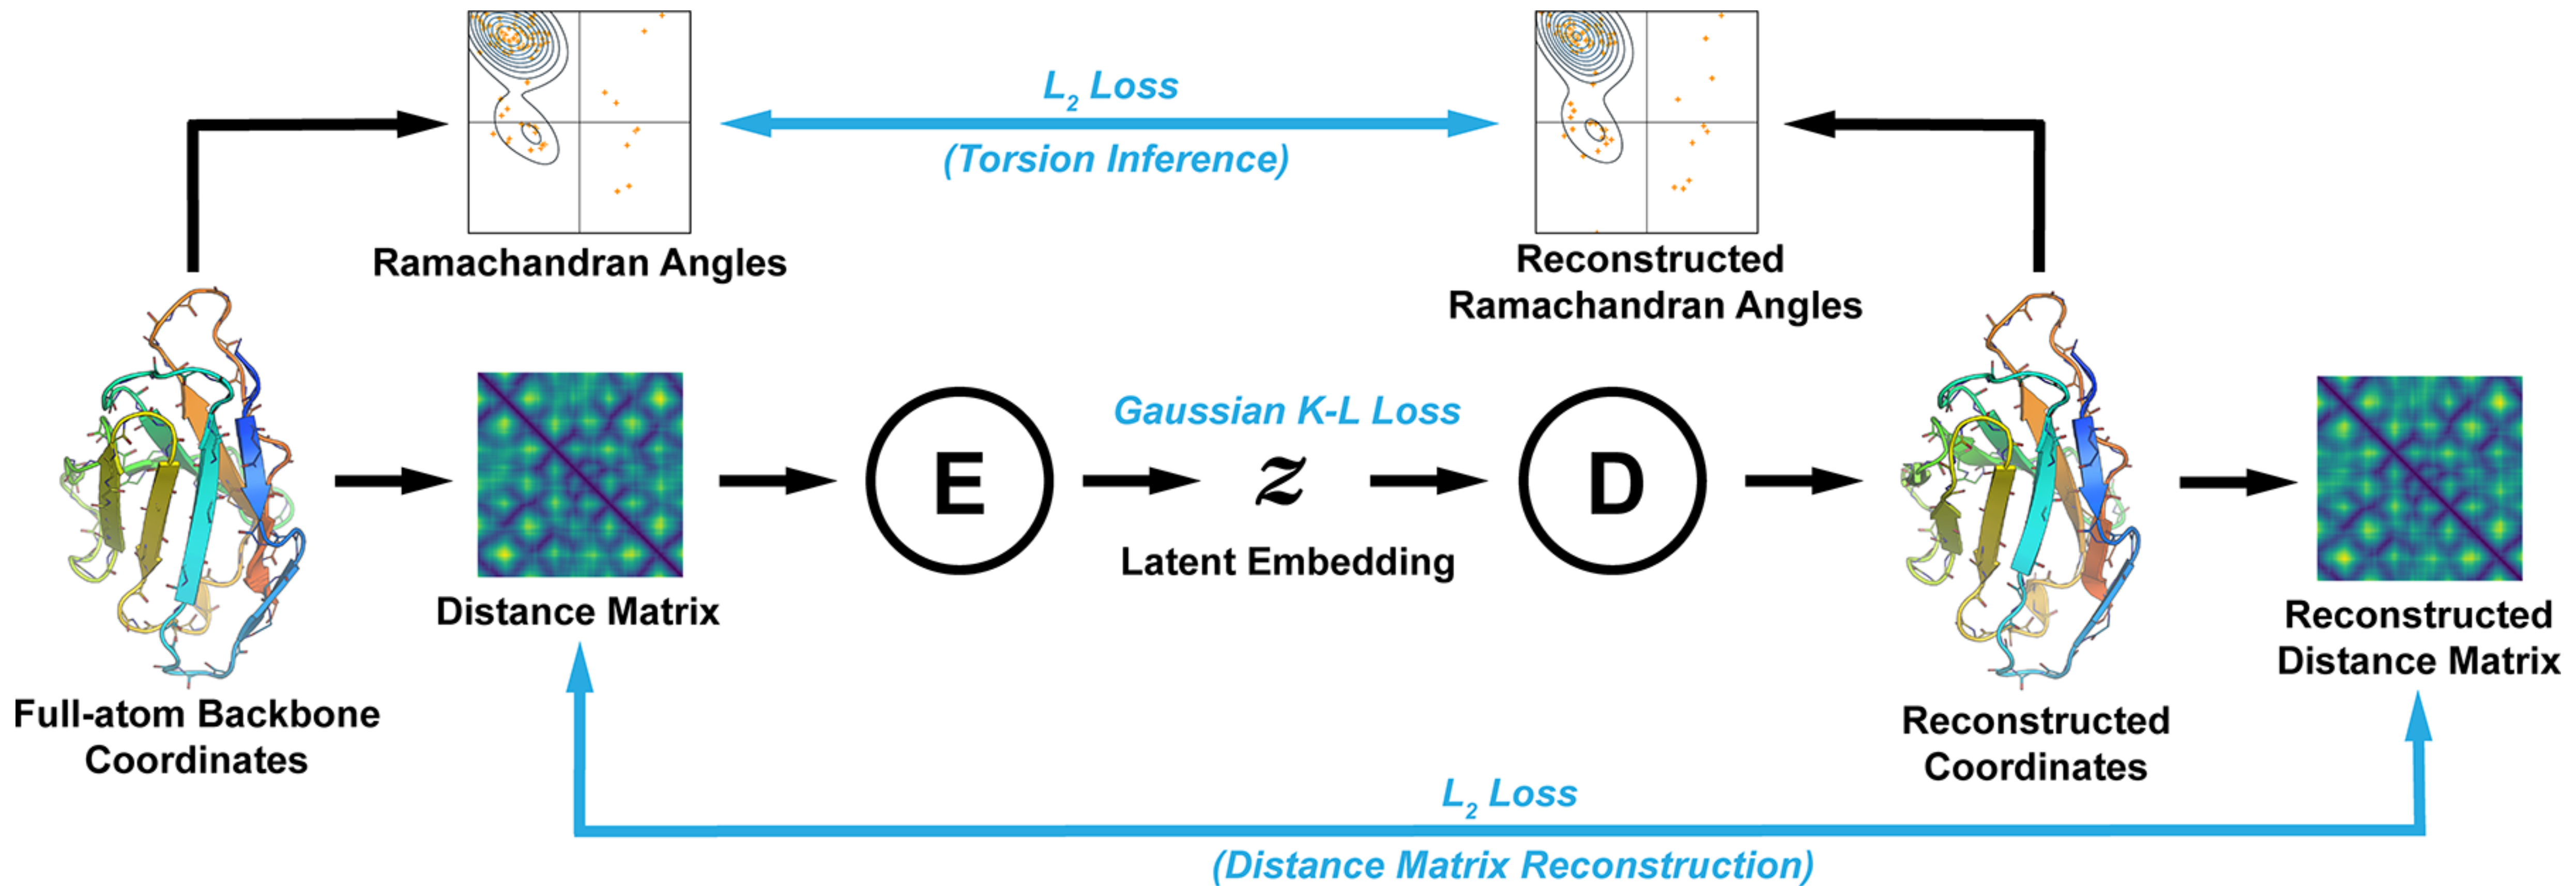 L2 Loss
(Torsion Inference)
Ramachandran Angles
Reconstructed
Ramachandran Angles
Gaussian K-L Loss
E
z
D
Latent Embedding
Distance Matrix
Reconstructed
Distance Matrix
Full-atom Backbone
Coordinates
Reconstructed
Coordinates
L2 Loss
(Distance Matrix Reconstruction)